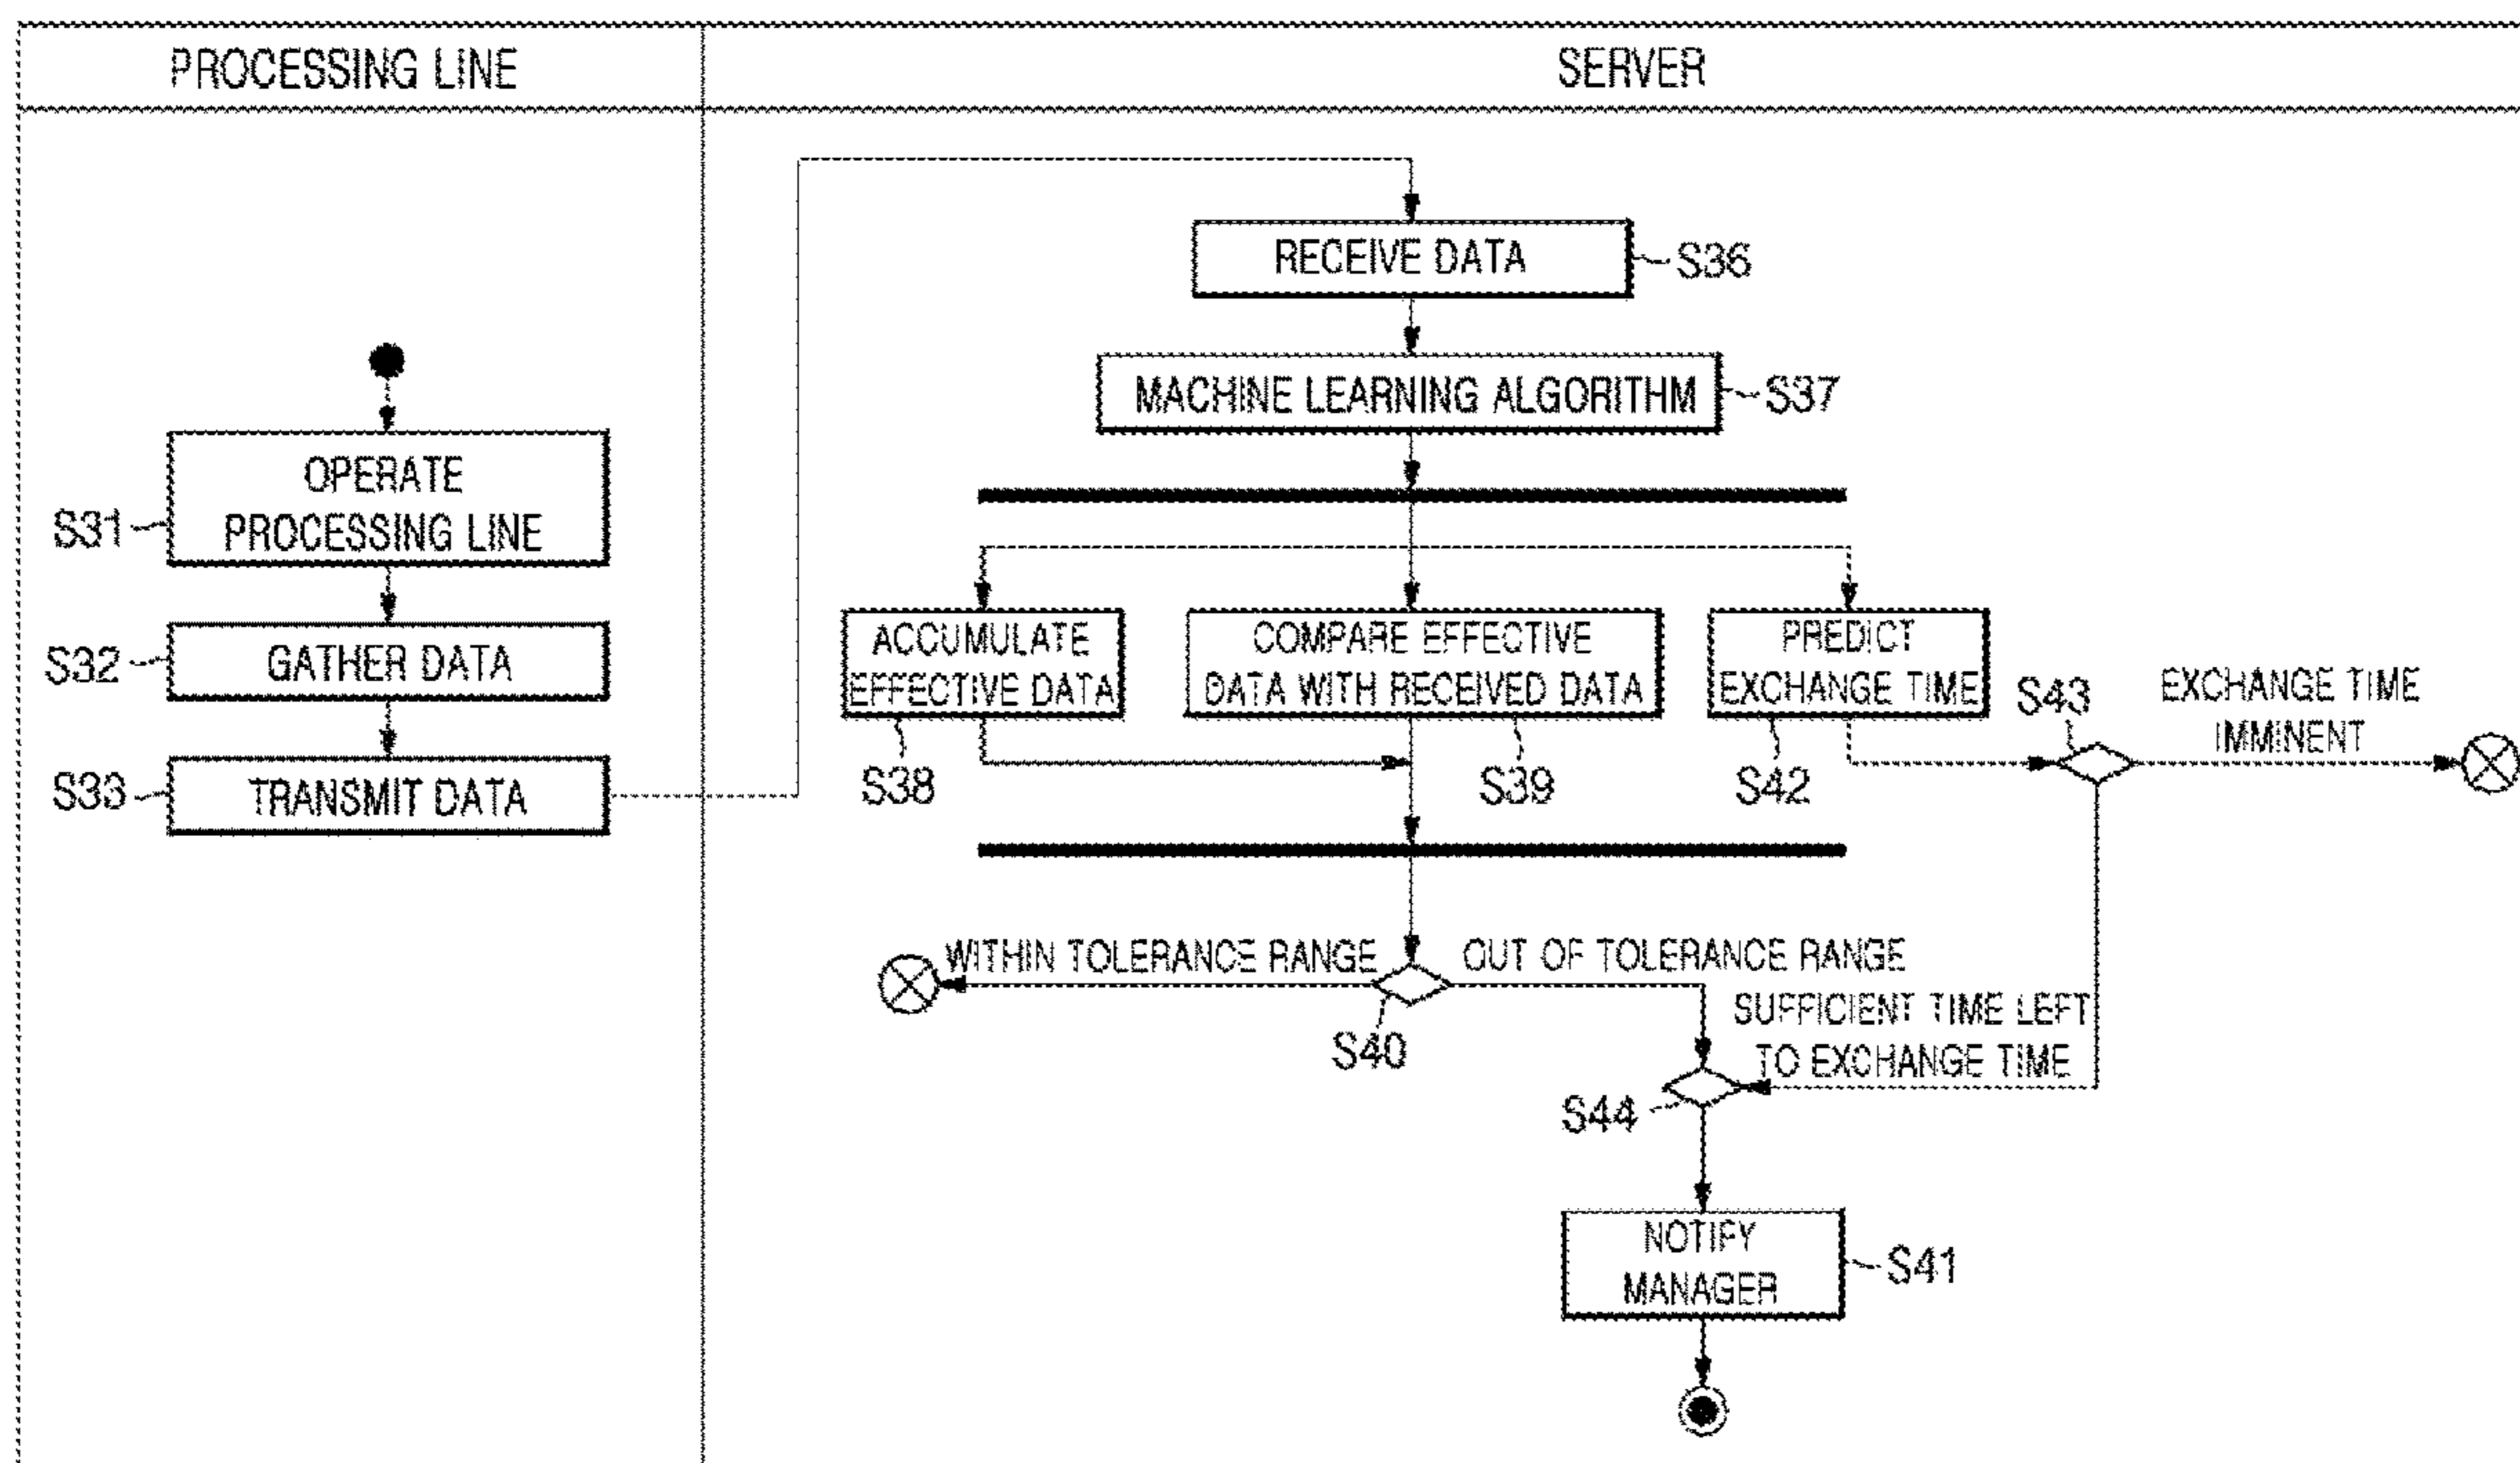 PROCESSING LINE
SERVER
RECEIVE DATA
S36
MACHINE LEARNING ALGORITHM
S37
OPERATE
PROCESSING LINE
S31
GATHER DATA
S32
TRANSMIT DATA
S33
ACCUMULATE
EFFECTIVE DATA
S38
COMPARE EFFECTIVE
DATA WITH RECEIVED DATA
S39
PREDICT
EXCHANGE TIME
S42
S43
EXCHANGE TIME
IMMINENT
WITHIN TOLERANCE RANGE
OUT OF TOLERANCE RANGE
S40
SUFFICIENT TIME LEFT
TO EXCHANGE TIME
S44
NOTIFY
MANAGER
S41